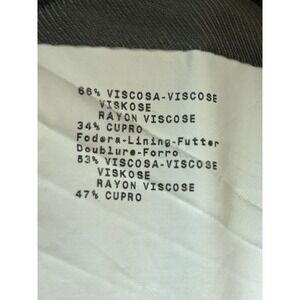 66% VISCOSA-VISCOSE
VISKOSE
RAYON VISCOSE
34% CUPRO
Fodera-Lining-Futter
Doublure-Forro
53% VISCOSA-VISCOSE
VISKOSE
RAYON VISCOSE
47% CUPRO